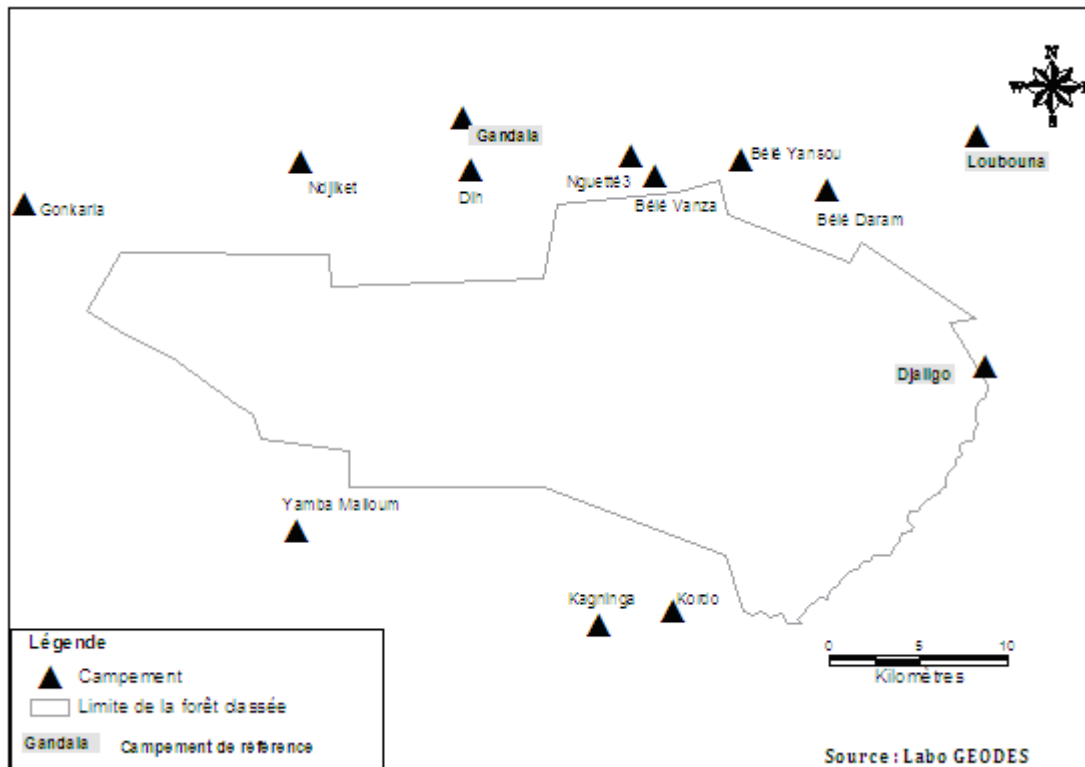 N
W
S
Gandala
Ndjiket
Dih
Gonkaria
Nguetté3
Bélé Vanza
Bélé Yansou
Bélé Daram
Loubouna
Djaligo
Yamba Malloum
Kagninga
Kordo
0 5 10
Kilomètres
Légende
Campement
Limite de la forêt classée
Gandala Campement de référence
Source : Labo GEODES